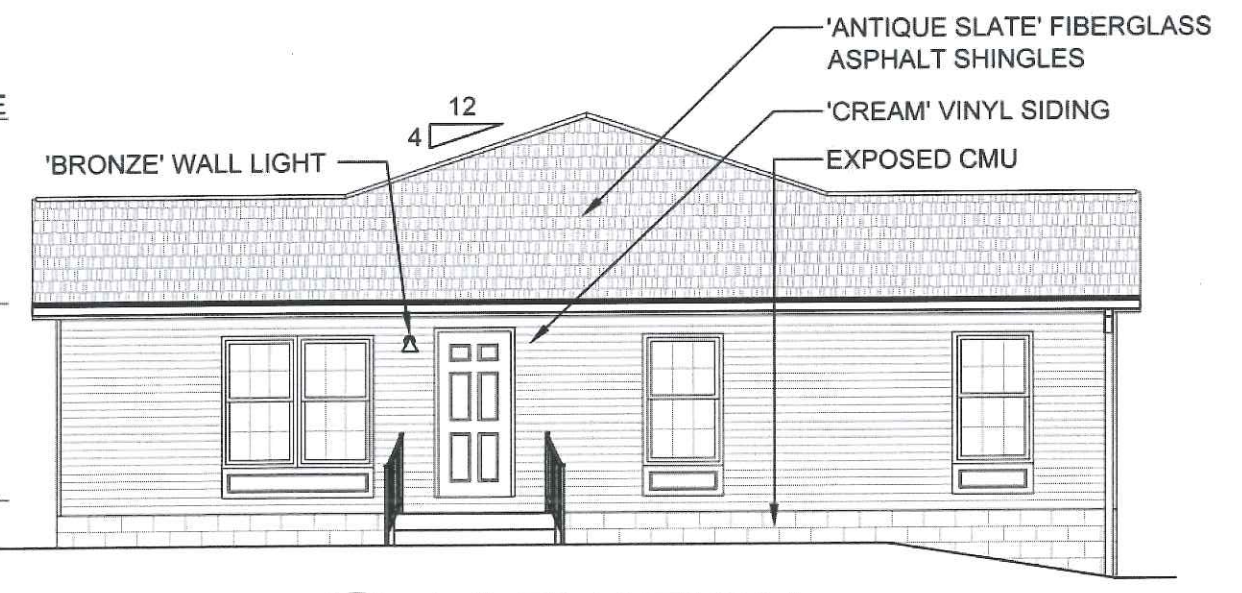 'ANTIQUE SLATE' FIBERGLASS
ASPHALT SHINGLES
E
12
'CREAM' VINYL SIDING
4
'BRONZE' WALL LIGHT
EXPOSED CMU